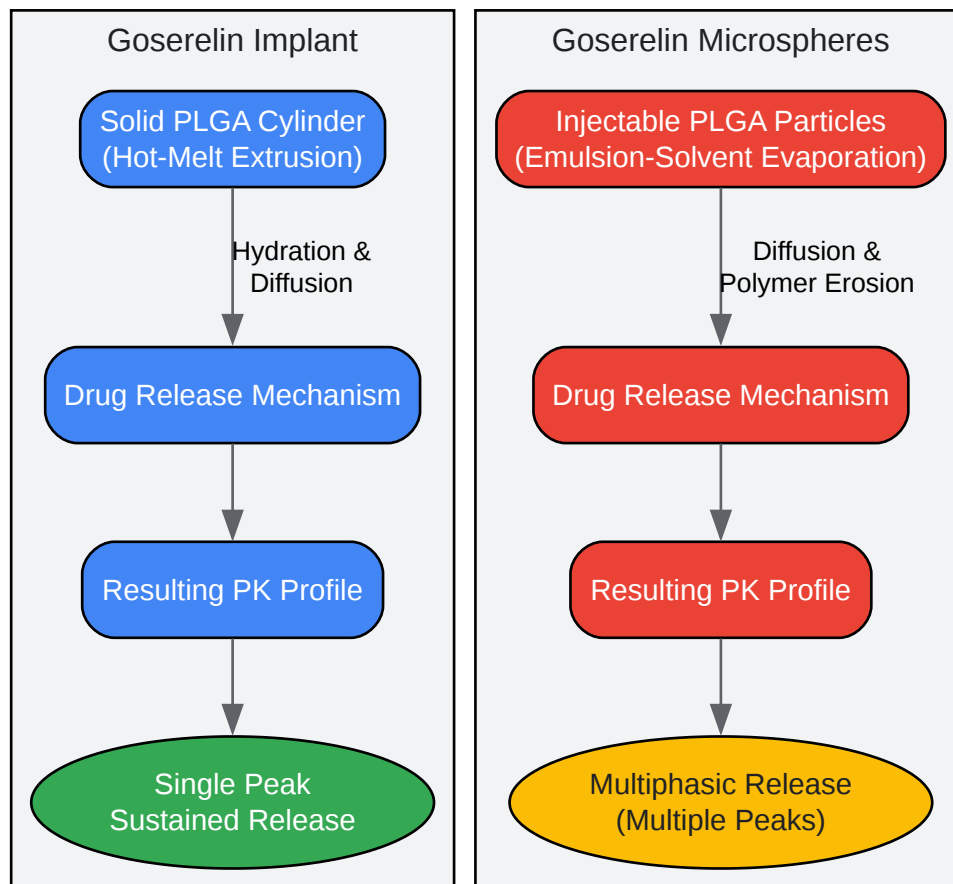 Goserelin Implant
Solid PLGA Cylinder
(Hot-Melt Extrusion)
Hydration &
Diffusion
Drug Release Mechanism
Resulting PK Profile
Single Peak
Sustained Release
Goserelin Microspheres
Injectable PLGA Particles
(Emulsion-Solvent Evaporation)
Diffusion &
Polymer Erosion
Drug Release Mechanism
Resulting PK Profile
Multiphasic Release
(Multiple Peaks)